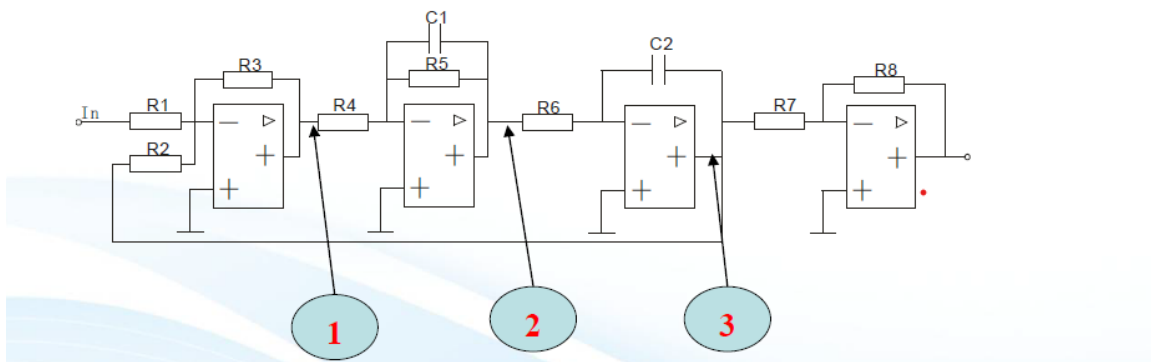 C1
C2
R3
R5
R8
In
R1
R4
R6
R7
R2
− ▷
− ▷
− ▷
− ▷
+
+
+
+
+
+
+
+
1
2
3